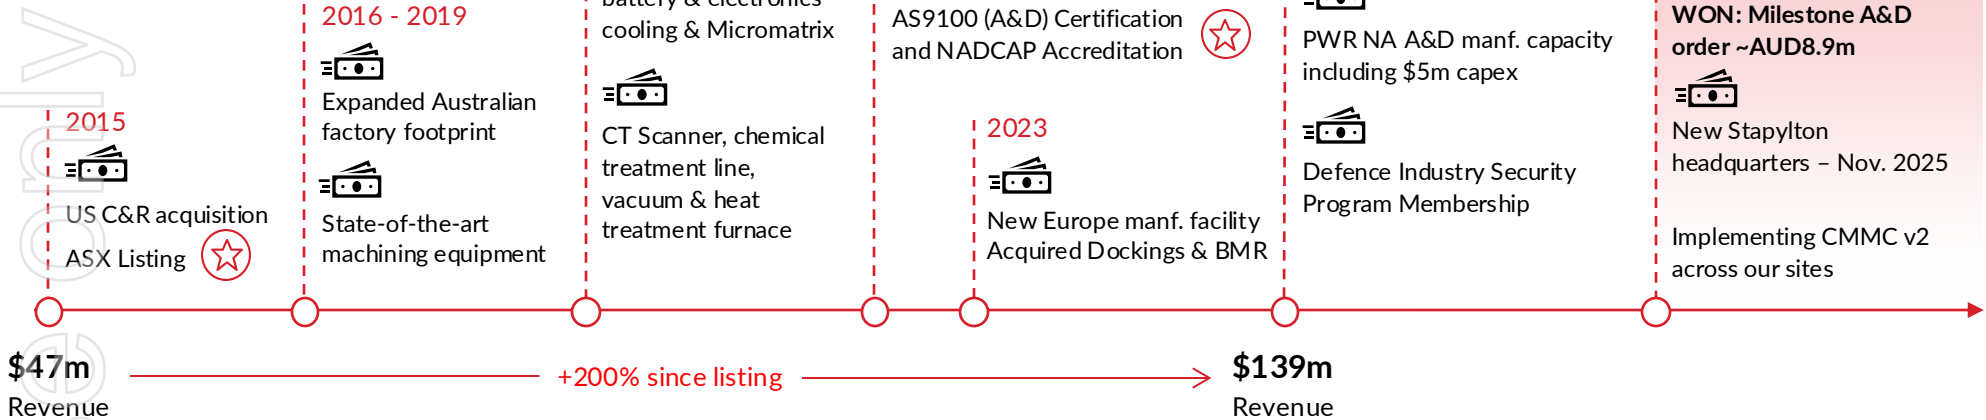 2015
US C&R acquisition
ASX Listing
2016 - 2019
Expanded Australian
factory footprint
State-of-the-art
machining equipment
battery & electronics
cooling & Micromatrix
CT Scanner, chemical
treatment line,
vacuum & heat
treatment furnace
AS9100 (A&D) Certification
and NADCAP Accreditation
2023
New Europe manf. facility
Acquired Dockings & BMR
PWR NA A&D manf. capacity
including $5m capex
Defence Industry Security
Program Membership
WON: Milestone A&D
order ~AUD8.9m
New Stapylton
headquarters – Nov. 2025
Implementing CMMC v2
across our sites
$47m
Revenue
+200% since listing
$139m
Revenue
e only